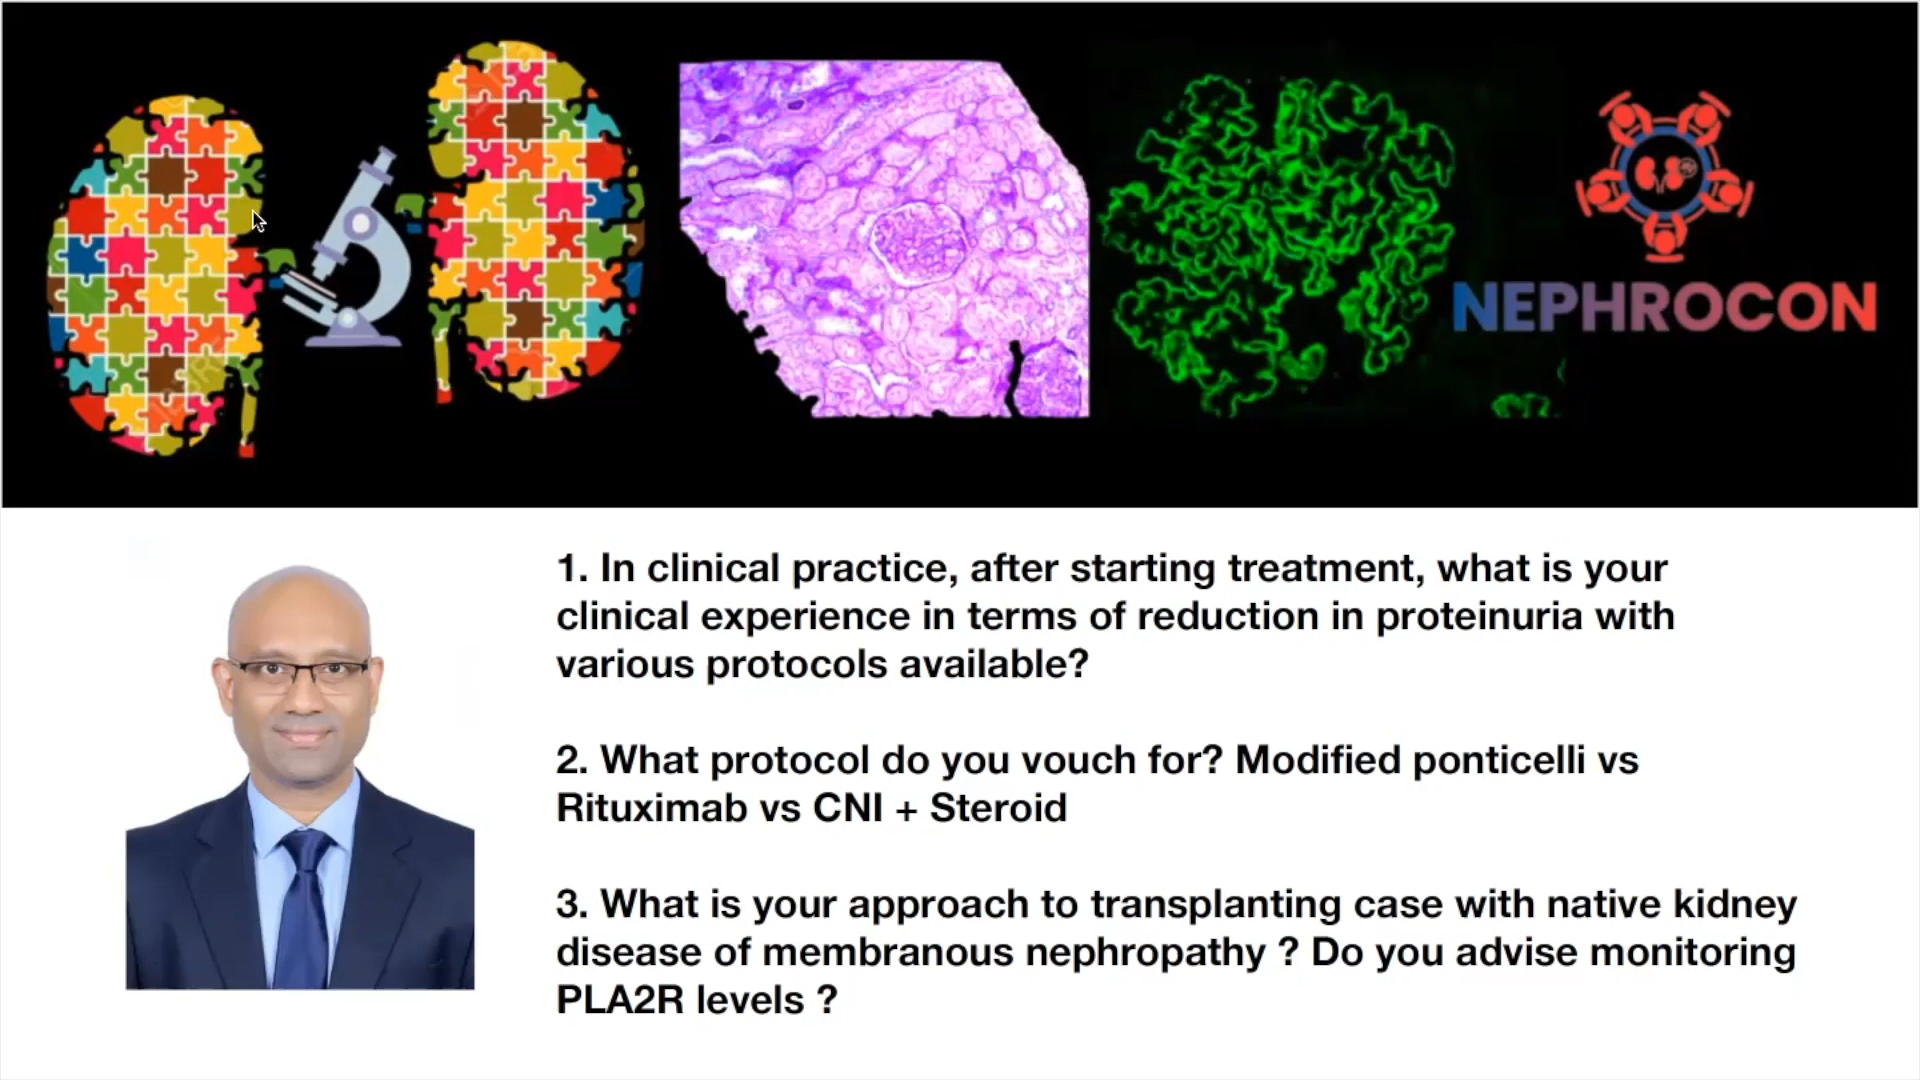 NEPHROCON
1. In clinical practice, after starting treatment, what is your
clinical experience in terms of reduction in proteinuria with
various protocols available?
2. What protocol do you vouch for? Modified ponticelli vs
Rituximab vs CNI + Steroid
3. What is your approach to transplanting case with native kidney
disease of membranous nephropathy ? Do you advise monitoring
PLA2R levels ?